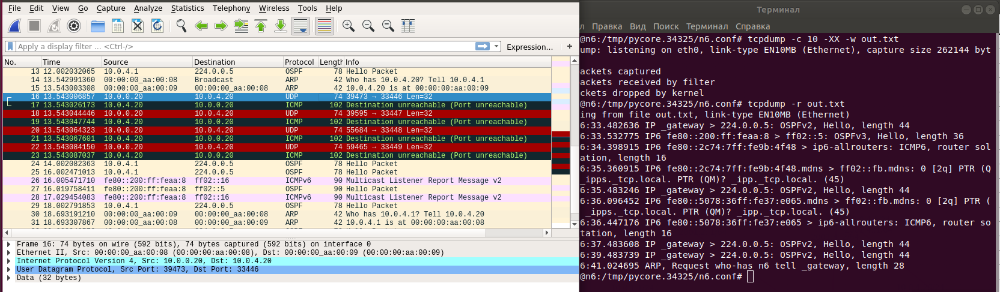 File Edit View Go Capture Analyze Statistics Telephony Wireless Tools Help
Apply a display filter ... <Ctrl-/> Expression... +
No. Time Source Destination Protocol Length Info
13 12.002032065 10.0.4.1 224.0.0.5 OSPF 78 Hello Packet
14 13.542991360 00:00:00_aa:00:08 Broadcast ARP 42 Who has 10.0.4.20? Tell 10.0.4.1
15 13.543003308 00:00:00_aa:00:09 00:00:00_aa:00:08 ARP 42 10.0.4.20 is at 00:00:00:aa:00:09
16 13.543006857 10.0.0.20 10.0.4.20 UDP 74 39473 → 33446 Len=32
17 13.543026173 10.0.4.20 10.0.0.20 ICMP 102 Destination unreachable (Port unreachable)
18 13.543044446 10.0.0.20 10.0.4.20 UDP 74 39595 → 33447 Len=32
19 13.543047744 10.0.4.20 10.0.0.20 ICMP 102 Destination unreachable (Port unreachable)
20 13.543064323 10.0.0.20 10.0.4.20 UDP 74 55684 → 33448 Len=32
21 13.543067601 10.0.4.20 10.0.0.20 ICMP 102 Destination unreachable (Port unreachable)
22 13.543084150 10.0.0.20 10.0.4.20 UDP 74 59465 → 33449 Len=32
23 13.543087037 10.0.4.20 10.0.0.20 ICMP 102 Destination unreachable (Port unreachable)
24 14.002082363 10.0.4.1 224.0.0.5 OSPF 78 Hello Packet
25 16.002471013 10.0.4.1 224.0.0.5 OSPF 78 Hello Packet
26 16.005471710 fe80::200:ff:feaa:8 ff02::16 ICMPv6 90 Multicast Listener Report Message v2
27 16.019758411 fe80::200:ff:feaa:8 ff02::5 OSPF 90 Hello Packet
28 17.029454083 fe80::200:ff:feaa:8 ff02::16 ICMPv6 90 Multicast Listener Report Message v2
29 18.002791853 10.0.4.1 224.0.0.5 OSPF 78 Hello Packet
30 18.693191210 00:00:00_aa:00:09 00:00:00_aa:00:08 ARP 42 Who has 10.0.4.1? Tell 10.0.4.20
31 18.693307867 00:00:00_aa:00:08 00:00:00_aa:00:09 ARP 42 10.0.4.1 is at 00:00:00:aa:00:08
Frame 16: 74 bytes on wire (592 bits), 74 bytes captured (592 bits) on interface 0
Ethernet II, Src: 00:00:00_aa:00:08 (00:00:00:aa:00:08), Dst: 00:00:00_aa:00:09 (00:00:00:aa:00:09)
Internet Protocol Version 4, Src: 10.0.0.20, Dst: 10.0.4.20
User Datagram Protocol, Src Port: 39473, Dst Port: 33446
Data (32 bytes)
Терминал
л Правка Вид Поиск Терминал Справка
@n6:/tmp/pycore.34325/n6.conf# tcpdump -c 10 -XX -w out.txt
ump: listening on eth0, link-type EN10MB (Ethernet), capture size 262144 byt
ackets captured
ackets received by filter
ckets dropped by kernel
@n6:/tmp/pycore.34325/n6.conf# tcpdump -r out.txt
ing from file out.txt, link-type EN10MB (Ethernet)
6:33.482636 IP _gateway > 224.0.0.5: OSPFv2, Hello, length 44
6:33.532775 IP6 fe80::200:ff:feaa:8 > ff02::5: OSPFv3, Hello, length 36
6:34.398915 IP6 fe80::2c74:7ff:fe9b:4f48 > ip6-allrouters: ICMP6, router sol
ation, length 16
6:35.360915 IP6 fe80::2c74:7ff:fe9b:4f48.mdns > ff02::fb.mdns: 0 [2q] PTR (Q
_ipps._tcp.local. PTR (QM)? _ipp._tcp.local. (45)
6:35.483246 IP _gateway > 224.0.0.5: OSPFv2, Hello, length 44
6:36.096452 IP6 fe80::5078:36ff:fe37:e065.mdns > ff02::fb.mdns: 0 [2q] PTR (
_ipps._tcp.local. PTR (QM)? _ipp._tcp.local. (45)
6:36.447176 IP6 fe80::5078:36ff:fe37:e065 > ip6-allrouters: ICMP6, router so
tation, length 16
6:37.483608 IP _gateway > 224.0.0.5: OSPFv2, Hello, length 44
6:39.483739 IP _gateway > 224.0.0.5: OSPFv2, Hello, length 44
6:41.024695 ARP, Request who-has n6 tell _gateway, length 28
@n6:/tmp/pycore.34325/n6.conf#